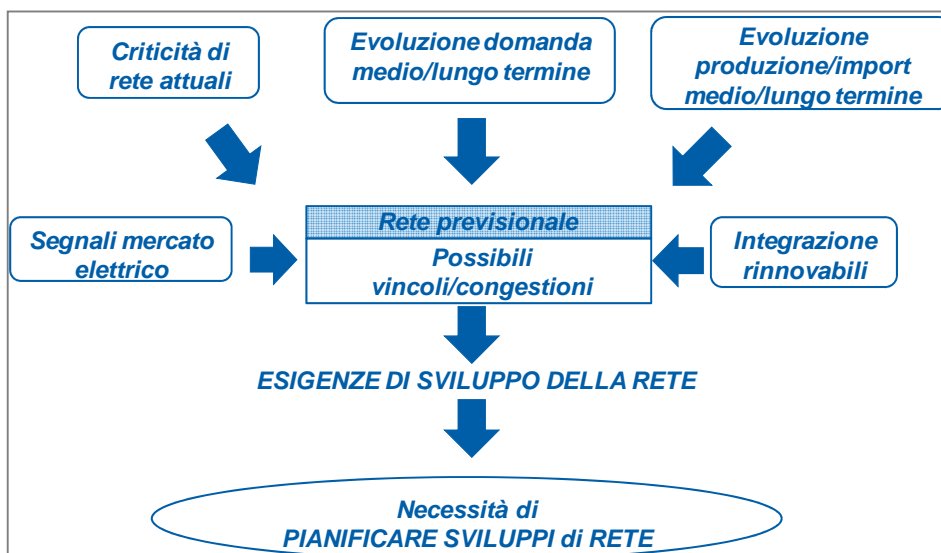 Criticità di
rete attuali
Evoluzione domanda
medio/lungo termine
Evoluzione
produzione/import
medio/lungo termine
Segnali mercato
elettrico
Rete previsionale
Possibili
vincoli/congestioni
Integrazione
rinnovabili
ESIGENZE DI SVILUPPO DELLA RETE
Necessità di
PIANIFICARE SVILUPPI di RETE